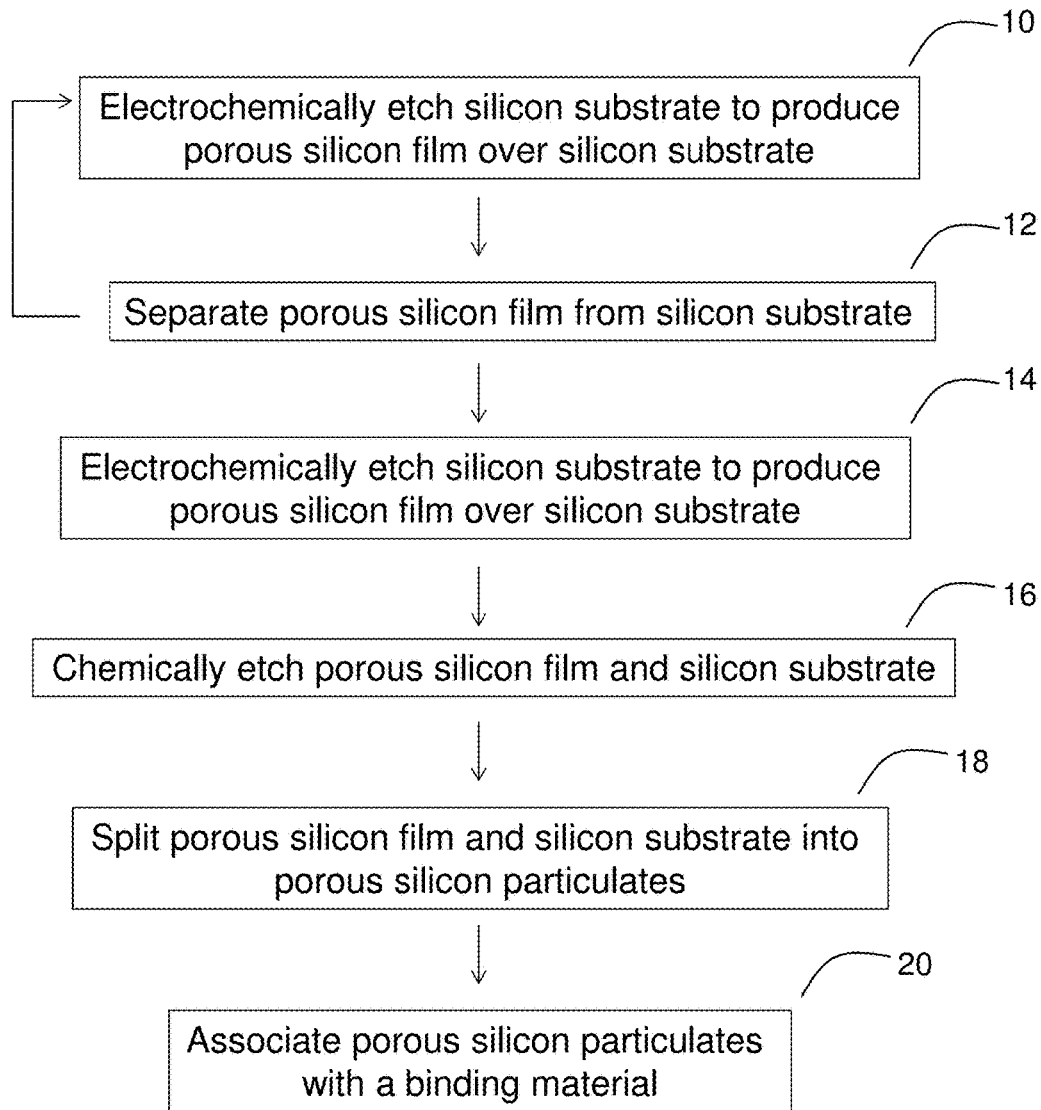 10
Electrochemically etch silicon substrate to produce
porous silicon film over silicon substrate
12
Separate porous silicon film from silicon substrate
14
Electrochemically etch silicon substrate to produce
porous silicon film over silicon substrate
16
Chemically etch porous silicon film and silicon substrate
18
Split porous silicon film and silicon substrate into
porous silicon particulates
20
Associate porous silicon particulates
with a binding material